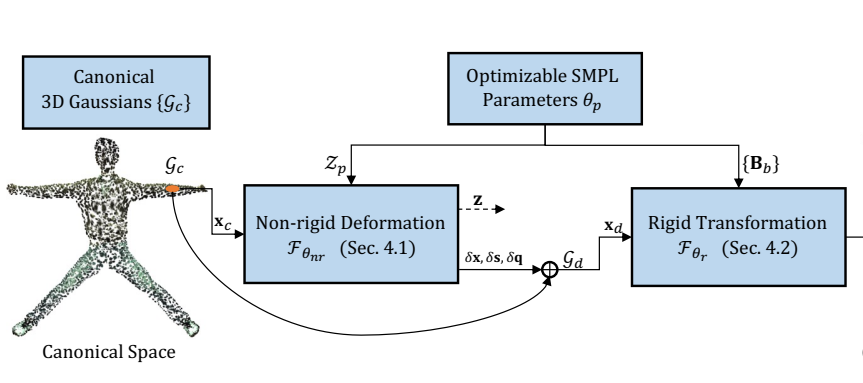 Canonical
3D Gaussians {𝒢c}
Optimizable SMPL
Parameters θp
𝒢c
𝒵p
{𝐁b}
𝐱c
Non-rigid Deformation
ℱθnr (Sec. 4.1)
𝐳
δ𝐱, δ𝐬, δ𝐪
𝒢d
𝐱d
Rigid Transformation
ℱθr (Sec. 4.2)
Canonical Space